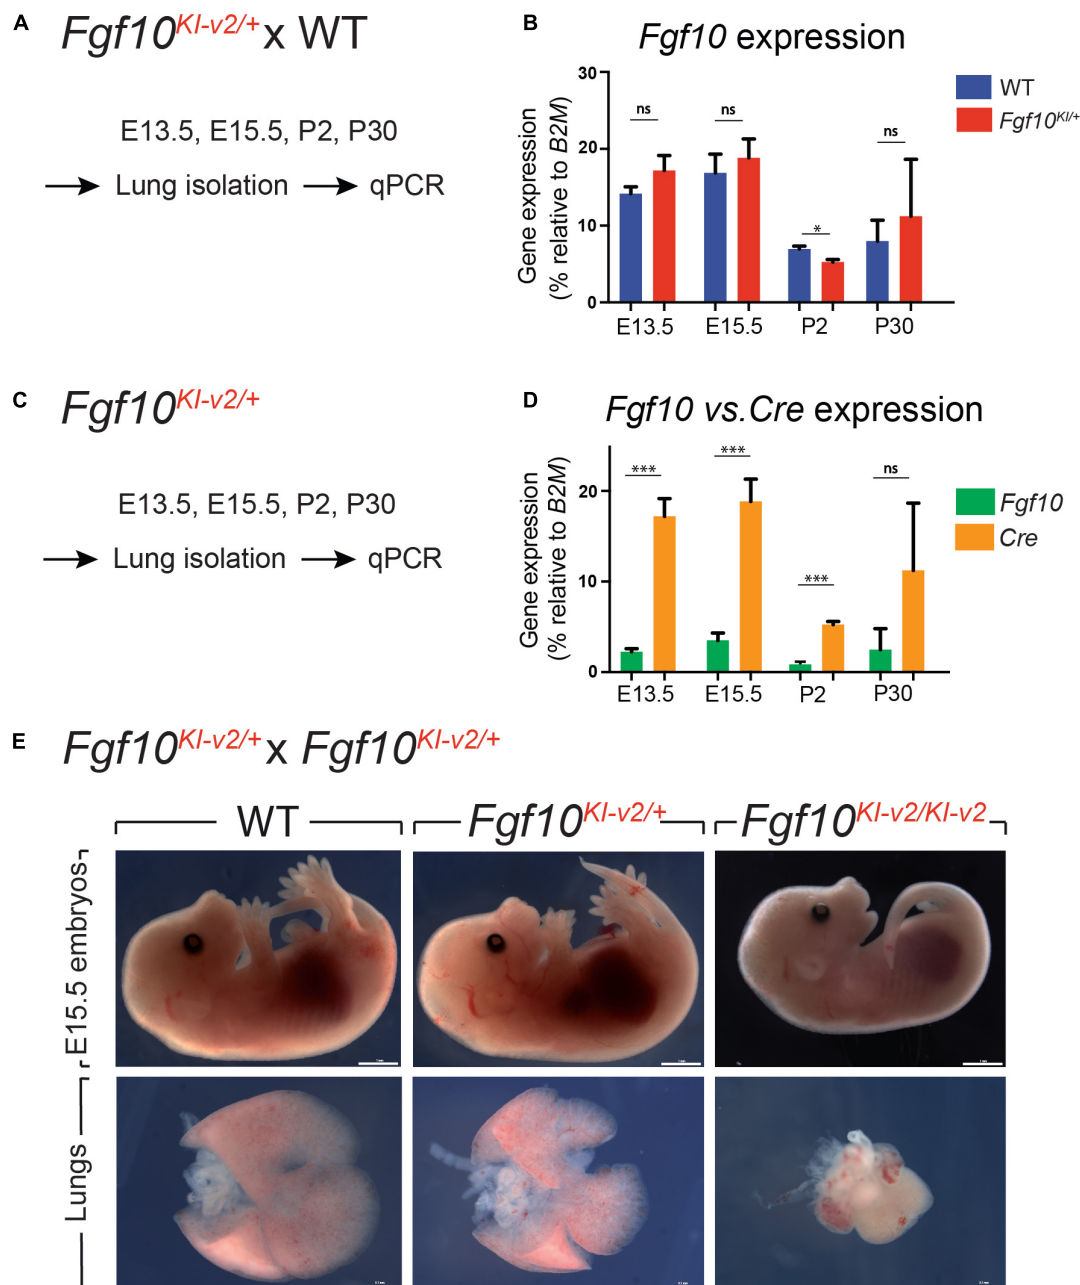 A
Fgf10KI-v2/+ x WT
E13.5, E15.5, P2, P30
Lung isolation
qPCR
B
Fgf10 expression
Gene expression
(% relative to B2M)
30
20
10
0
ns
ns
*
ns
E13.5
E15.5
P2
P30
WT
Fgf10KI/+
C
Fgf10KI-v2/+
E13.5, E15.5, P2, P30
Lung isolation
qPCR
D
Fgf10 vs.Cre expression
Gene expression
(% relative to B2M)
20
10
0
***
***
***
ns
E13.5
E15.5
P2
P30
Fgf10
Cre
E
Fgf10KI-v2/+ x Fgf10KI-v2/+
WT
Fgf10KI-v2/+
Fgf10KI-v2/KI-v2
E15.5 embryos
Lungs